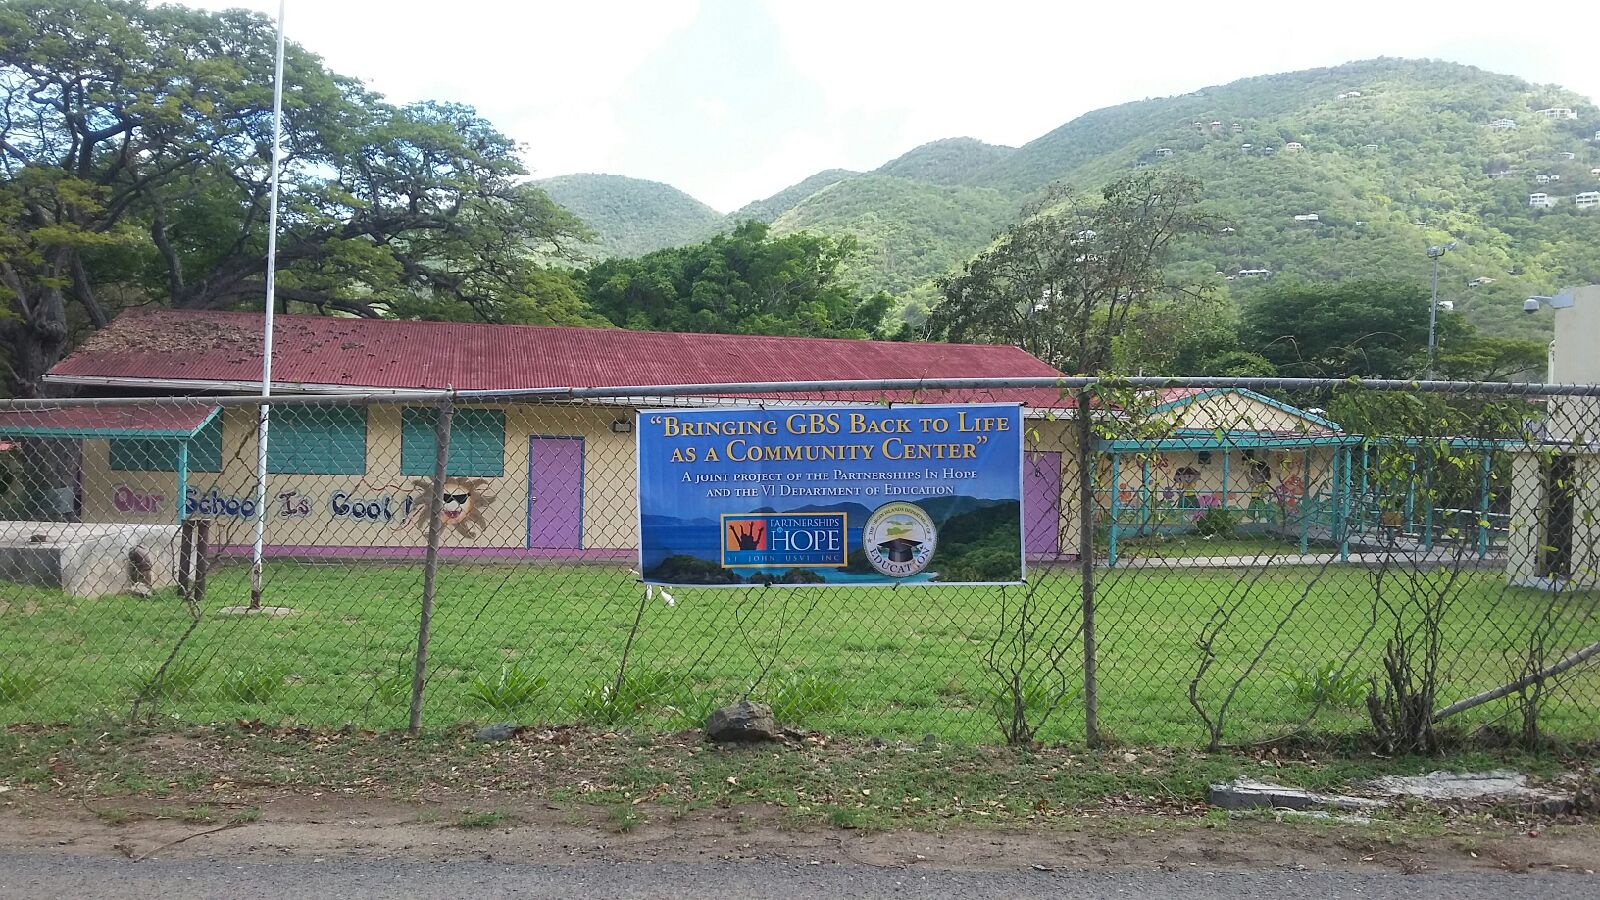 "Bringing GBS Back to Life
as a Community Center"
A joint project of the Partnerships In Hope
and the VI Department of Education
Partnerships
HOPE
St. John USVI, Inc
EDUCATION
Our School Is Cool!